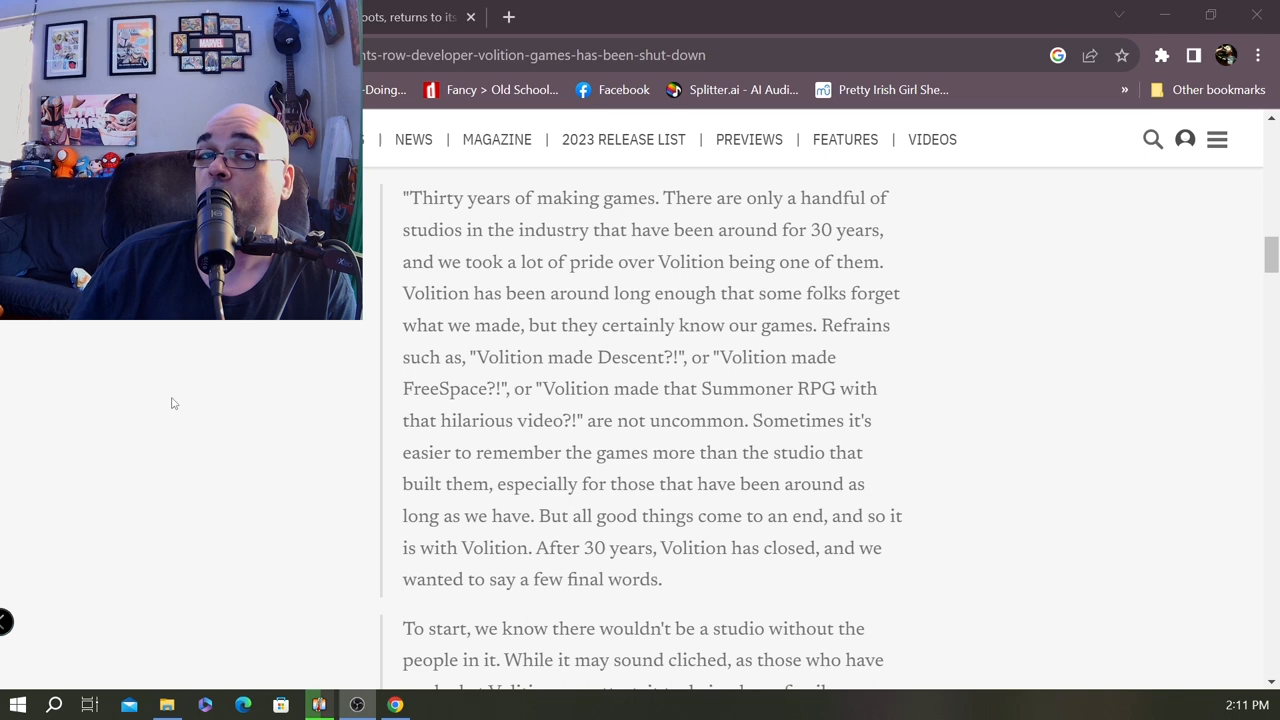 oots, returns to its
nts-row-developer-volition-games-has-been-shut-down
-Doing...
Fancy > Old School...
Facebook
Splitter.ai - AI Audi...
Pretty Irish Girl She...
»
Other bookmarks
| NEWS | MAGAZINE | 2023 RELEASE LIST | PREVIEWS | FEATURES | VIDEOS
"Thirty years of making games. There are only a handful of
studios in the industry that have been around for 30 years,
and we took a lot of pride over Volition being one of them.
Volition has been around long enough that some folks forget
what we made, but they certainly know our games. Refrains
such as, "Volition made Descent?!", or "Volition made
FreeSpace?!", or "Volition made that Summoner RPG with
that hilarious video?!" are not uncommon. Sometimes it's
easier to remember the games more than the studio that
built them, especially for those that have been around as
long as we have. But all good things come to an end, and so it
is with Volition. After 30 years, Volition has closed, and we
wanted to say a few final words.
To start, we know there wouldn't be a studio without the
people in it. While it may sound cliched, as those who have
MARVEL
STAR
WARS
2:11 PM